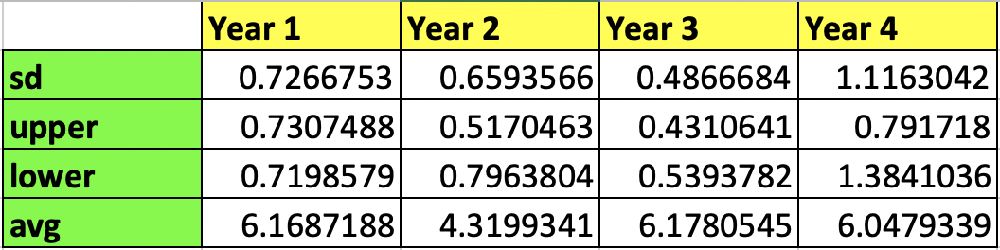 Year 1 Year 2 Year 3 Year 4
sd 0.7266753 0.6593566 0.4866684 1.1163042
upper 0.7307488 0.5170463 0.4310641 0.791718
lower 0.7198579 0.7963804 0.5393782 1.3841036
avg 6.1687188 4.3199341 6.1780545 6.0479339